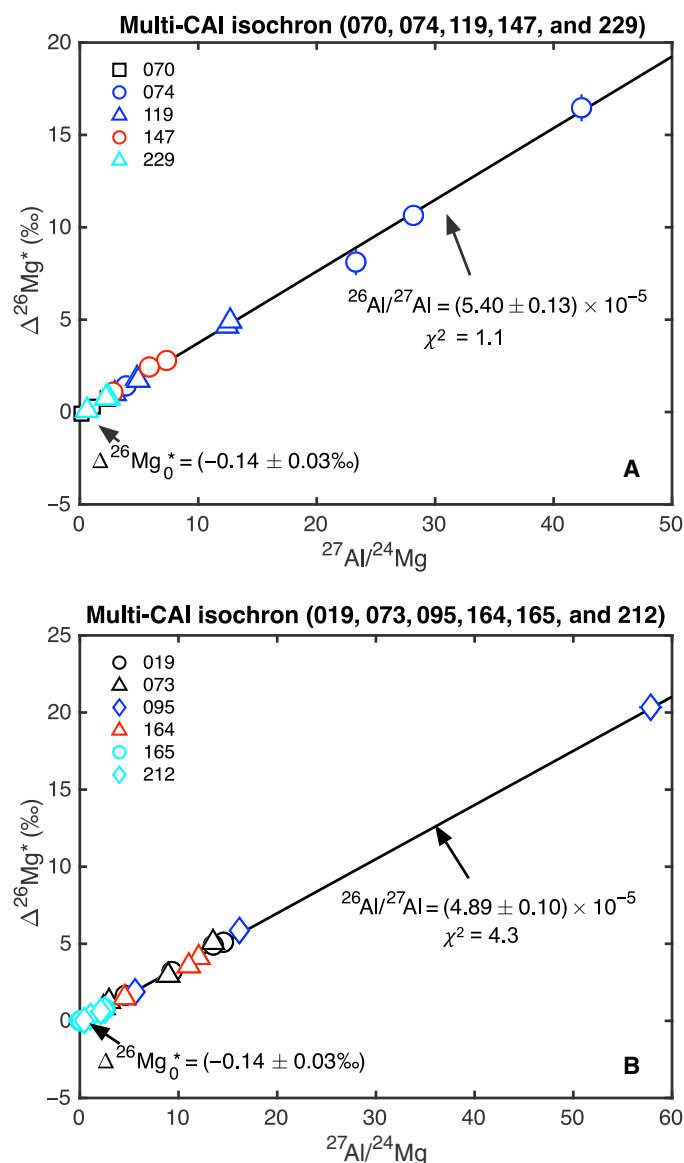 Multi-CAI isochron (070, 074, 119, 147, and 229)
20
15
10
5
0
−5
Δ²⁶Mg* (‰)
070
074
119
147
229
²⁶Al/²⁷Al = (5.40 ± 0.13) × 10⁻⁵
χ² = 1.1
Δ²⁶Mg₀* = (−0.14 ± 0.03‰)
A
0 10 20 30 40 50
²⁷Al/²⁴Mg
Multi-CAI isochron (019, 073, 095, 164, 165, and 212)
25
20
15
10
5
0
−5
Δ²⁶Mg* (‰)
019
073
095
164
165
212
²⁶Al/²⁷Al = (4.89 ± 0.10) × 10⁻⁵
χ² = 4.3
Δ²⁶Mg₀* = (−0.14 ± 0.03‰)
B
0 10 20 30 40 50 60
²⁷Al/²⁴Mg